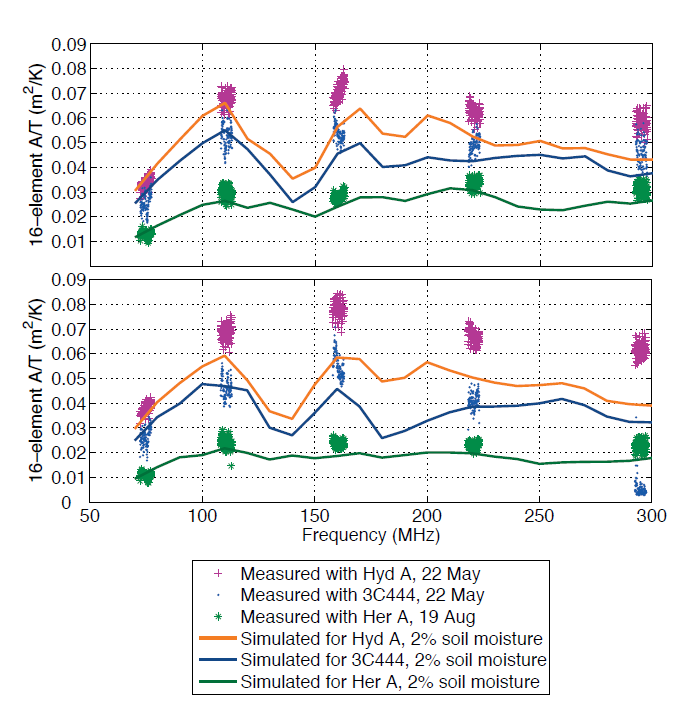 0.09
0.08
0.07
0.06
0.05
0.04
0.03
0.02
0.01
16–element A/T (m²/K)
0.09
0.08
0.07
0.06
0.05
0.04
0.03
0.02
0.01
0
16–element A/T (m²/K)
50 100 150 200 250 300
Frequency (MHz)
Measured with Hyd A, 22 May
Measured with 3C444, 22 May
Measured with Her A, 19 Aug
Simulated for Hyd A, 2% soil moisture
Simulated for 3C444, 2% soil moisture
Simulated for Her A, 2% soil moisture